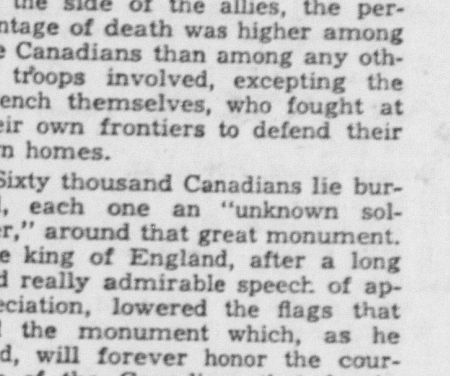 the side of the allies, the per-
ntage of death was higher among
e Canadians than among any oth-
troops involved, excepting the
ench themselves, who fought at
eir own frontiers to defend their
n homes.
Sixty thousand Canadians lie bur-
, each one an "unknown sol-
er," around that great monument.
e king of England, after a long
d really admirable speech of ap-
eciation, lowered the flags that
the monument which, as he
d, will forever honor the cour-